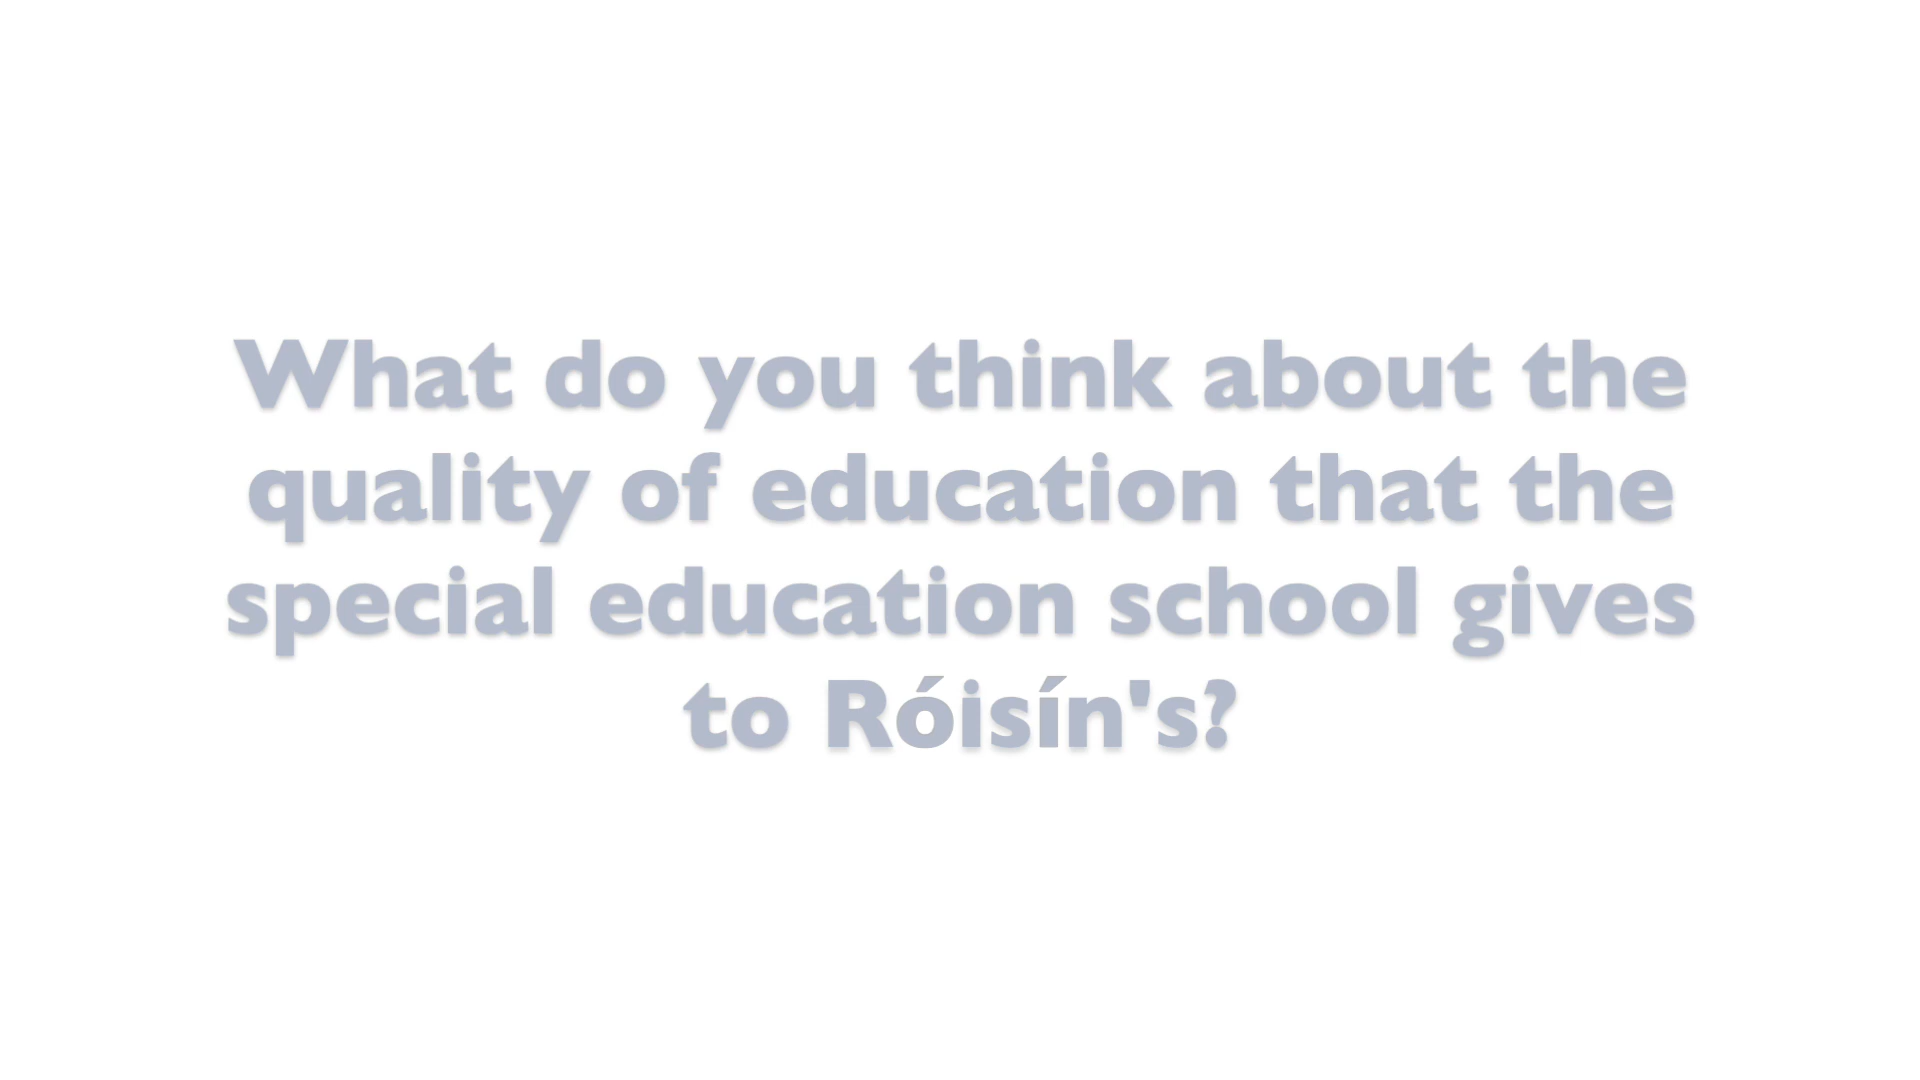 What do you think about the
quality of education that the
special education school gives
to Róisín's?